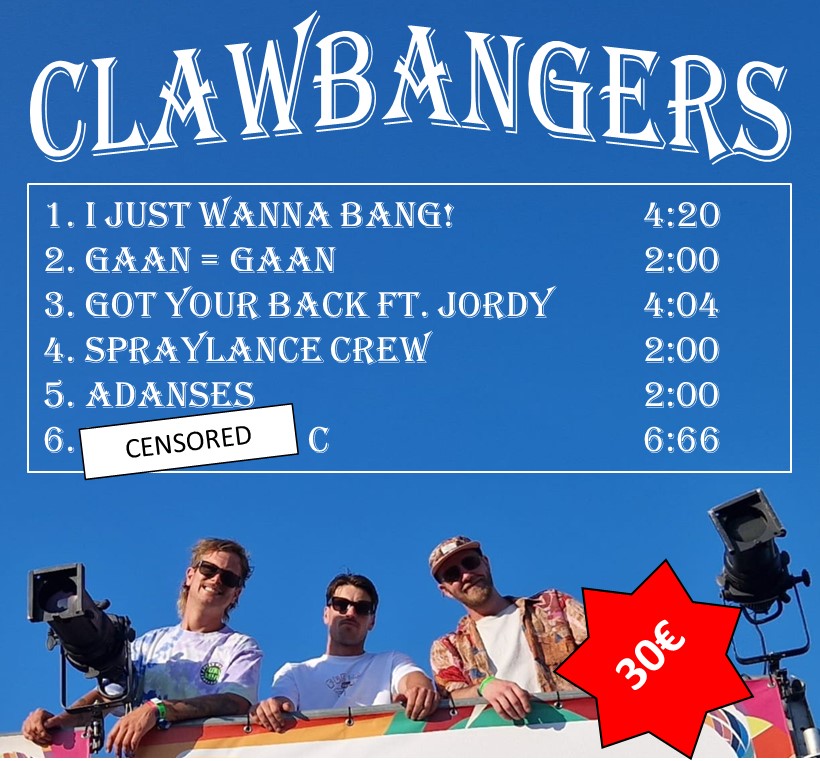 CLAWBANGERS
1. I JUST WANNA BANG! 4:20
2. GAAN = GAAN 2:00
3. GOT YOUR BACK FT. JORDY 4:04
4. SPRAYLANCE CREW 2:00
5. ADANSES 2:00
6. CENSORED C 6:66
30€